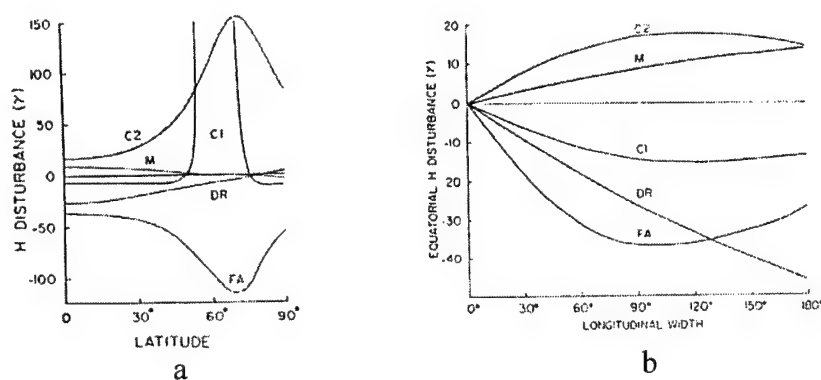 H DISTURBANCE (γ)
150
100
50
0
-50
-100
C2
M
C1
DR
FA
0 30° 60° 90°
LATITUDE
a
EQUATORIAL H DISTURBANCE (γ)
20
10
0
-10
-20
-30
-40
C2
M
C1
DR
FA
0° 30° 60° 90° 120° 150° 180°
LONGITUDINAL WIDTH
b